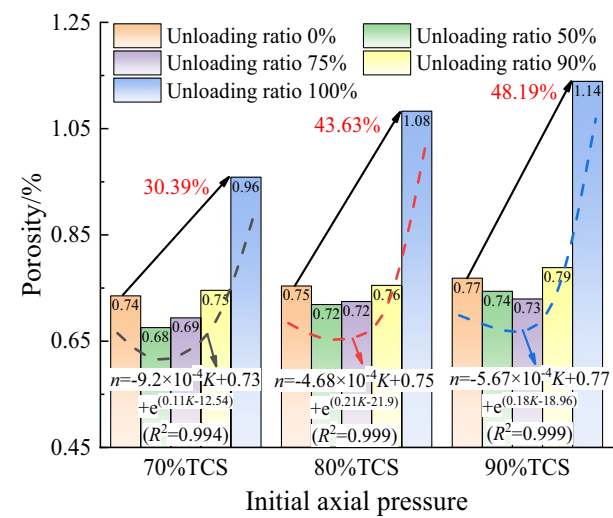 Porosity/%
1.25
1.05
0.85
0.65
0.45
Unloading ratio 0%
Unloading ratio 50%
Unloading ratio 75%
Unloading ratio 90%
Unloading ratio 100%
30.39%
43.63%
48.19%
0.74
0.68
0.69
0.75
0.96
0.75
0.72
0.72
0.76
1.08
0.77
0.74
0.73
0.79
1.14
n=-9.2×10⁻⁴K+0.73
+e^(0.11K-12.54)
(R²=0.994)
n=-4.68×10⁻⁴K+0.75
+e^(0.21K-21.9)
(R²=0.999)
n=-5.67×10⁻⁴K+0.77
+e^(0.18K-18.96)
(R²=0.999)
70%TCS
80%TCS
90%TCS
Initial axial pressure